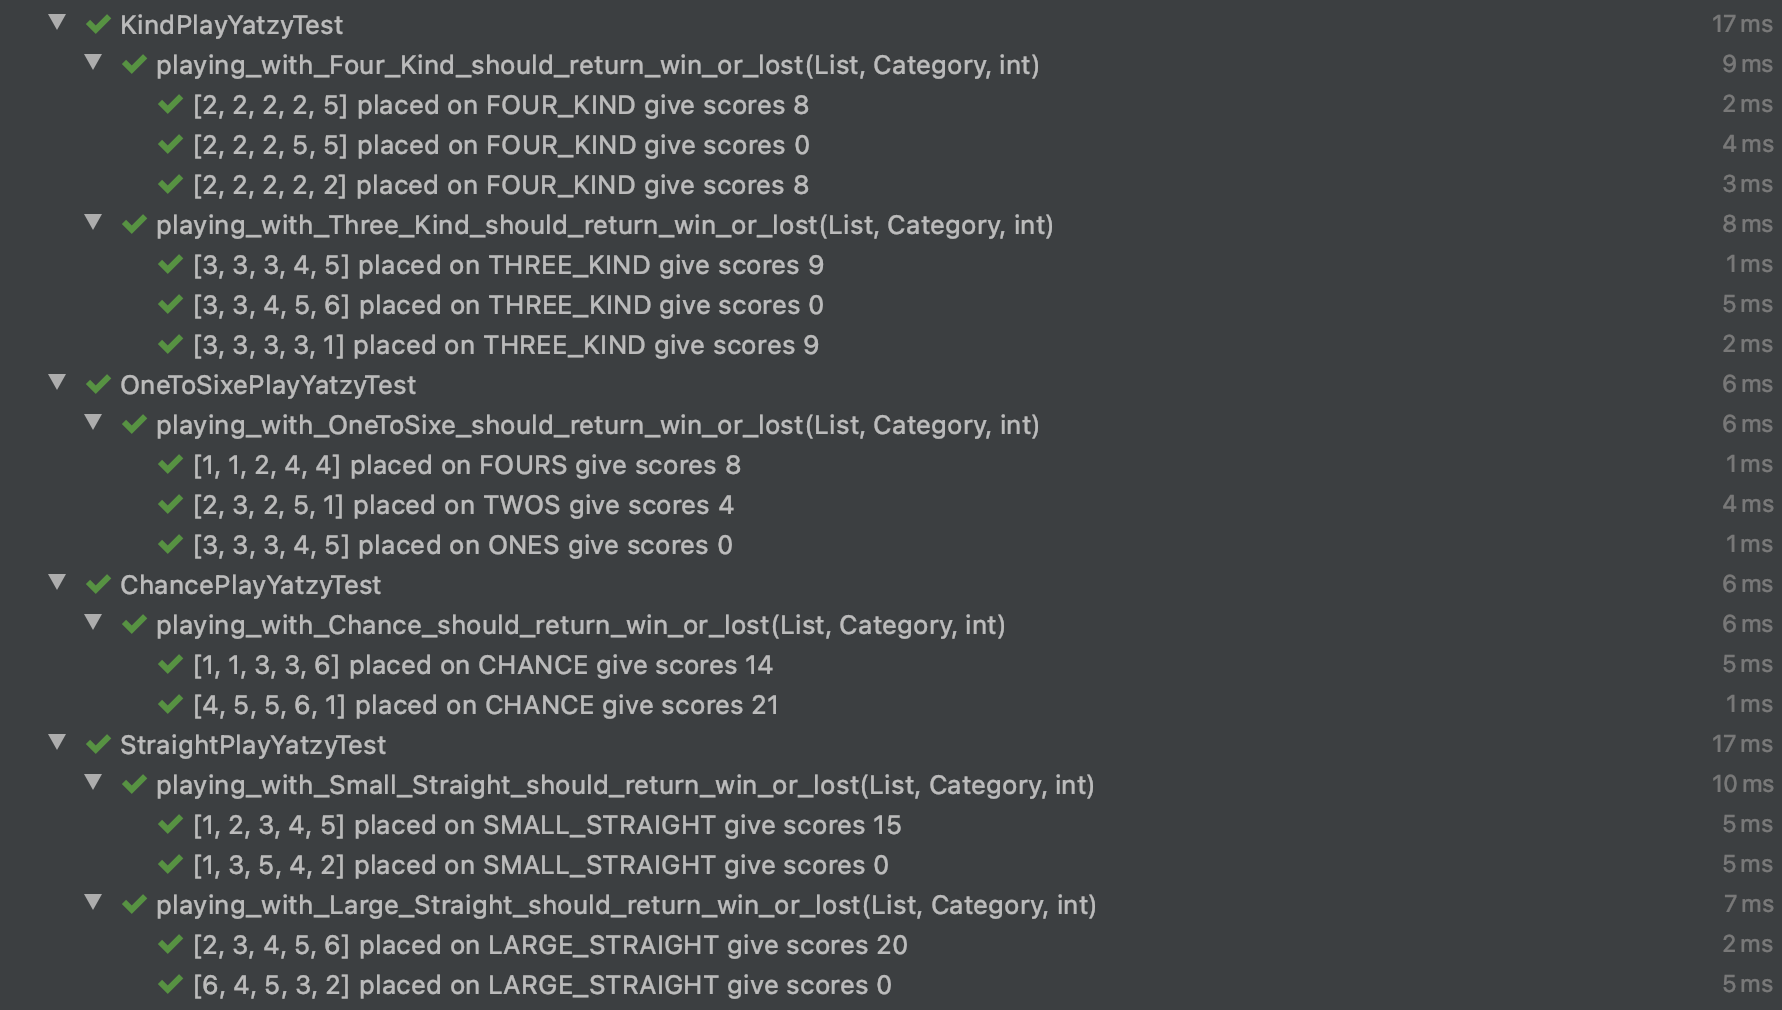 KindPlayYatzyTest 17 ms
playing_with_Four_Kind_should_return_win_or_lost(List, Category, int) 9 ms
[2, 2, 2, 2, 5] placed on FOUR_KIND give scores 8 2 ms
[2, 2, 2, 5, 5] placed on FOUR_KIND give scores 0 4 ms
[2, 2, 2, 2, 2] placed on FOUR_KIND give scores 8 3 ms
playing_with_Three_Kind_should_return_win_or_lost(List, Category, int) 8 ms
[3, 3, 3, 4, 5] placed on THREE_KIND give scores 9 1 ms
[3, 3, 4, 5, 6] placed on THREE_KIND give scores 0 5 ms
[3, 3, 3, 3, 1] placed on THREE_KIND give scores 9 2 ms
OneToSixePlayYatzyTest 6 ms
playing_with_OneToSixe_should_return_win_or_lost(List, Category, int) 6 ms
[1, 1, 2, 4, 4] placed on FOURS give scores 8 1 ms
[2, 3, 2, 5, 1] placed on TWOS give scores 4 4 ms
[3, 3, 3, 4, 5] placed on ONES give scores 0 1 ms
ChancePlayYatzyTest 6 ms
playing_with_Chance_should_return_win_or_lost(List, Category, int) 6 ms
[1, 1, 3, 3, 6] placed on CHANCE give scores 14 5 ms
[4, 5, 5, 6, 1] placed on CHANCE give scores 21 1 ms
StraightPlayYatzyTest 17 ms
playing_with_Small_Straight_should_return_win_or_lost(List, Category, int) 10 ms
[1, 2, 3, 4, 5] placed on SMALL_STRAIGHT give scores 15 5 ms
[1, 3, 5, 4, 2] placed on SMALL_STRAIGHT give scores 0 5 ms
playing_with_Large_Straight_should_return_win_or_lost(List, Category, int) 7 ms
[2, 3, 4, 5, 6] placed on LARGE_STRAIGHT give scores 20 2 ms
[6, 4, 5, 3, 2] placed on LARGE_STRAIGHT give scores 0 5 ms